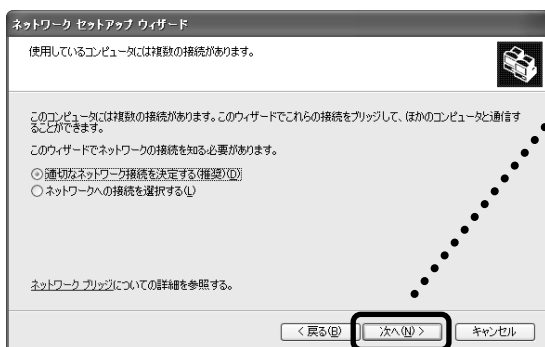 ネットワーク セットアップ ウィザード
使用しているコンピュータには複数の接続があります。
このコンピュータには複数の接続があります。このウィザードでこれらの接続をブリッジして、ほかのコンピュータと通信す
ることができます。
このウィザードでネットワークの接続を知る必要があります。
適切なネットワーク接続を決定する(推奨)(D)
ネットワークへの接続を選択する(L)
ネットワーク ブリッジについての詳細を参照する。
< 戻る(B)
次へ(N) >
キャンセル